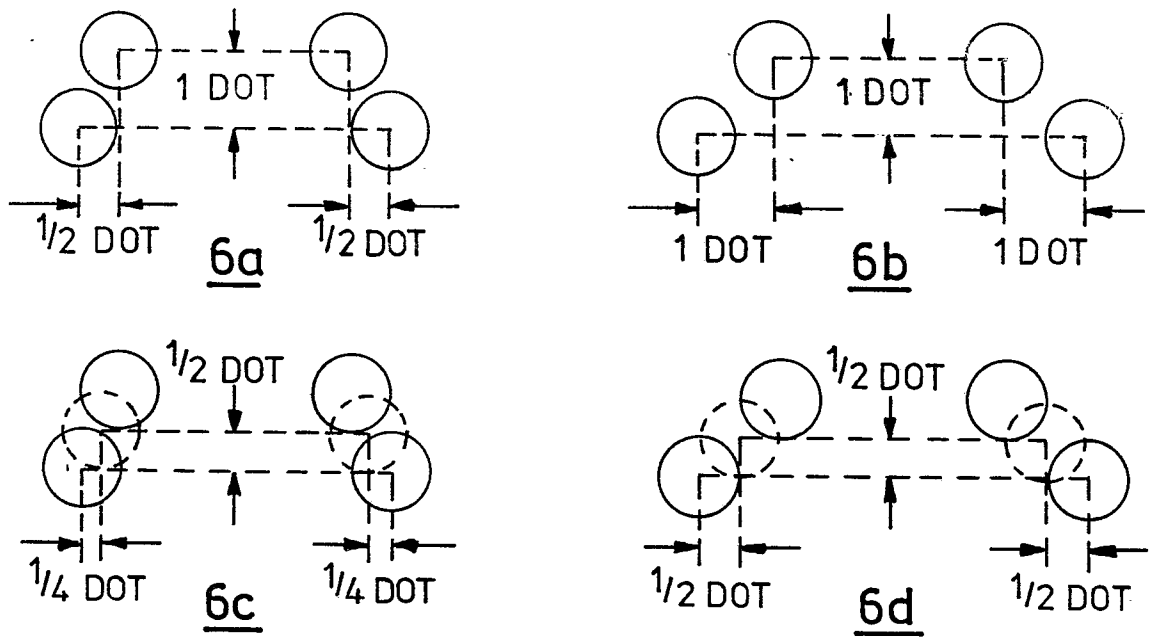 1 DOT
1/2 DOT 1/2 DOT
6a
1 DOT
1 DOT 1 DOT
6b
1/2 DOT
1/4 DOT 1/4 DOT
6c
1/2 DOT
1/2 DOT 1/2 DOT
6d